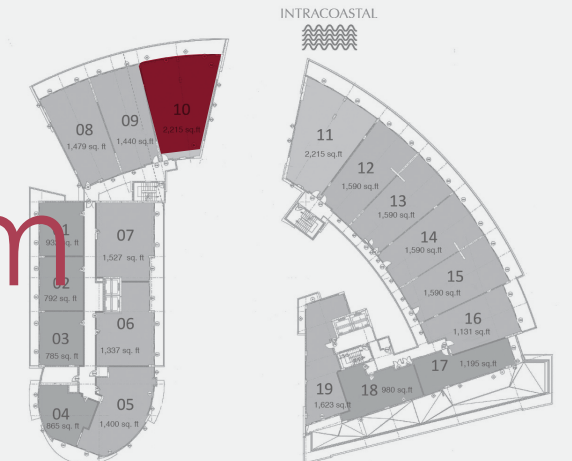 INTRACOASTAL
08
1,479 sq. ft
09
1,440 sq. ft
10
2,215 sq. ft
11
2,215 sq.ft
12
1,590 sq.ft
13
1,590 sq.ft
14
1,590 sq.ft
15
1,590 sq.ft
16
1,131 sq.ft
17
1,195 sq.ft
18
980 sq.ft
19
1,623 sq.ft
m
02
792 sq. ft
03
785 sq. ft
04
865 sq. ft
05
1,400 sq. ft
06
1,337 sq. ft
07
1,527 sq. ft